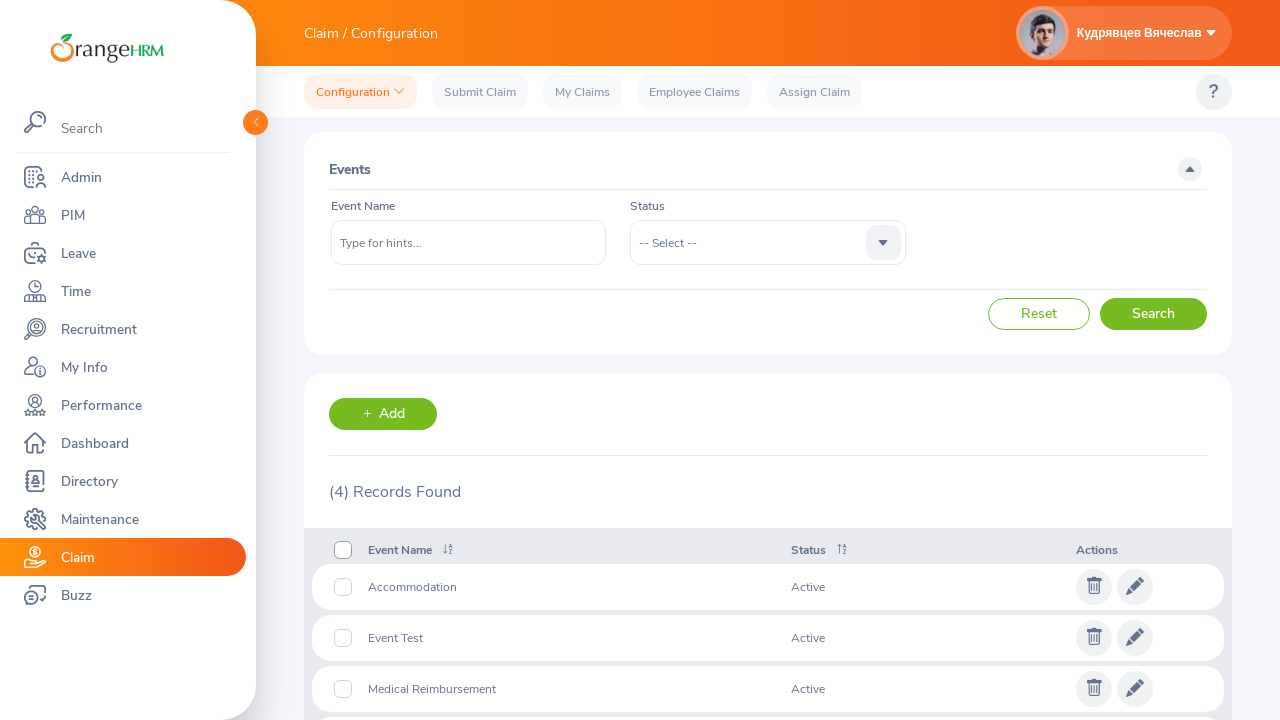 OrangeHRM
Search
Admin
PIM
Leave
Time
Recruitment
My Info
Performance
Dashboard
Directory
Maintenance
Claim
Buzz
Claim / Configuration
Кудрявцев Вячеслав
Configuration
Submit Claim
My Claims
Employee Claims
Assign Claim
?
Events
Event Name
Status
Type for hints...
-- Select --
Reset
Search
+ Add
(4) Records Found
Event Name
Status
Actions
Accommodation
Active
Event Test
Active
Medical Reimbursement
Active